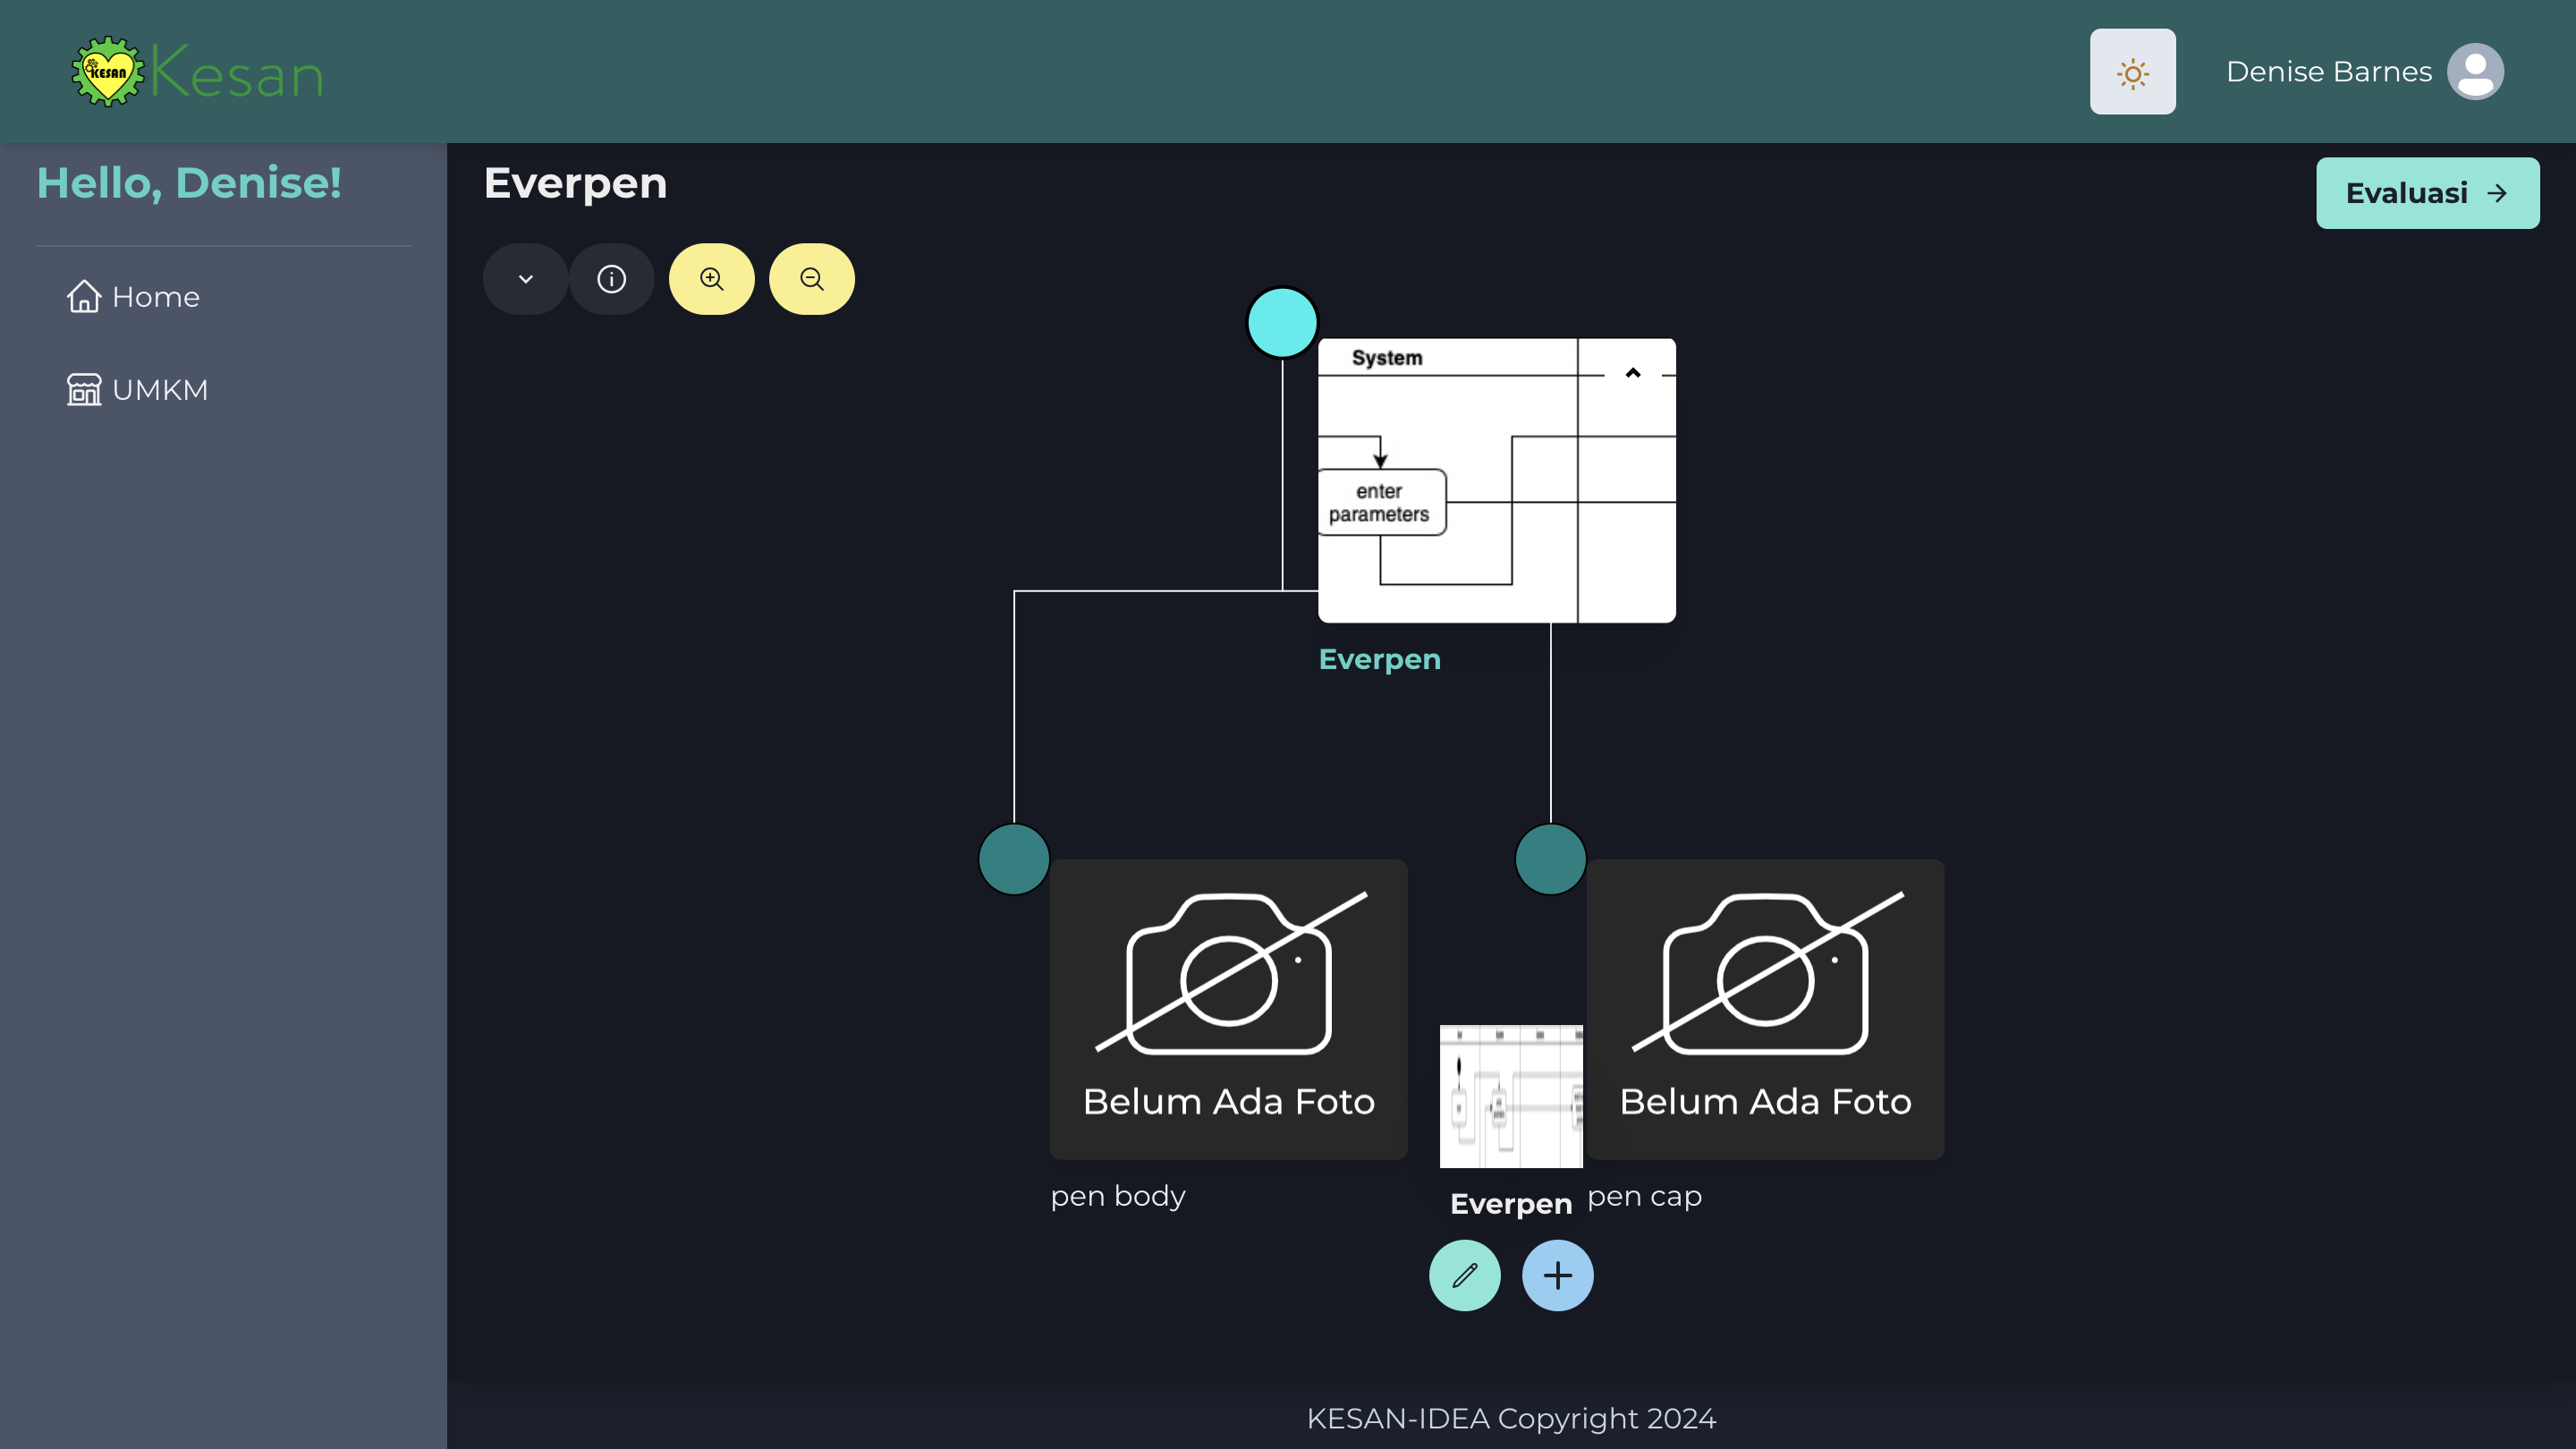 KESAN
Kesan
Denise Barnes
Hello, Denise!
Home
UMKM
Everpen
Evaluasi
System
enter
parameters
Everpen
Belum Ada Foto
pen body
Belum Ada Foto
pen cap
Everpen
KESAN-IDEA Copyright 2024